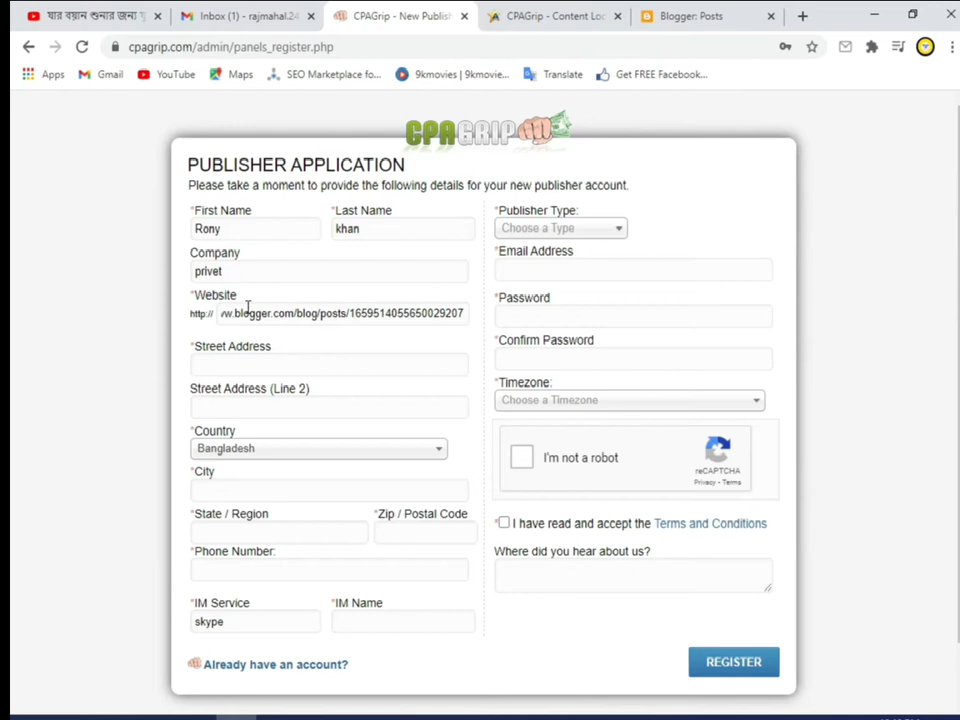 যার বয়ান শুনার জন্য
Inbox (1) - rajmahal.24
CPAGrip - New Publish
CPAGrip - Content Loc
Blogger: Posts
cpagrip.com/admin/panels_register.php
Apps Gmail YouTube Maps SEO Marketplace fo... 9kmovies | 9kmovie... Translate Get FREE Facebook...
CPAGRIP
PUBLISHER APPLICATION
Please take a moment to provide the following details for your new publisher account.
*First Name *Last Name
Rony khan
Company
privet
*Website
http:// w.blogger.com/blog/posts/1659514055650029207
*Street Address
Street Address (Line 2)
*Country
Bangladesh
*City
*State / Region *Zip / Postal Code
*Phone Number:
*IM Service *IM Name
skype
Already have an account?
*Publisher Type:
Choose a Type
*Email Address
*Password
*Confirm Password
*Timezone:
Choose a Timezone
I'm not a robot
reCAPTCHA
Privacy - Terms
*I have read and accept the Terms and Conditions
Where did you hear about us?
REGISTER